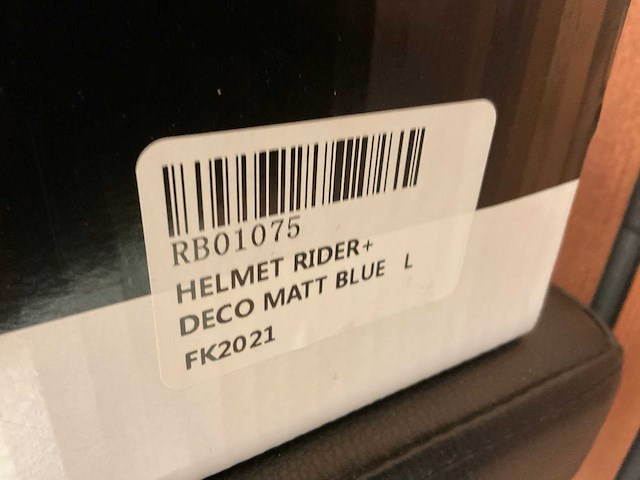 RB01075
HELMET RIDER+
DECO MATT BLUE L
FK2021